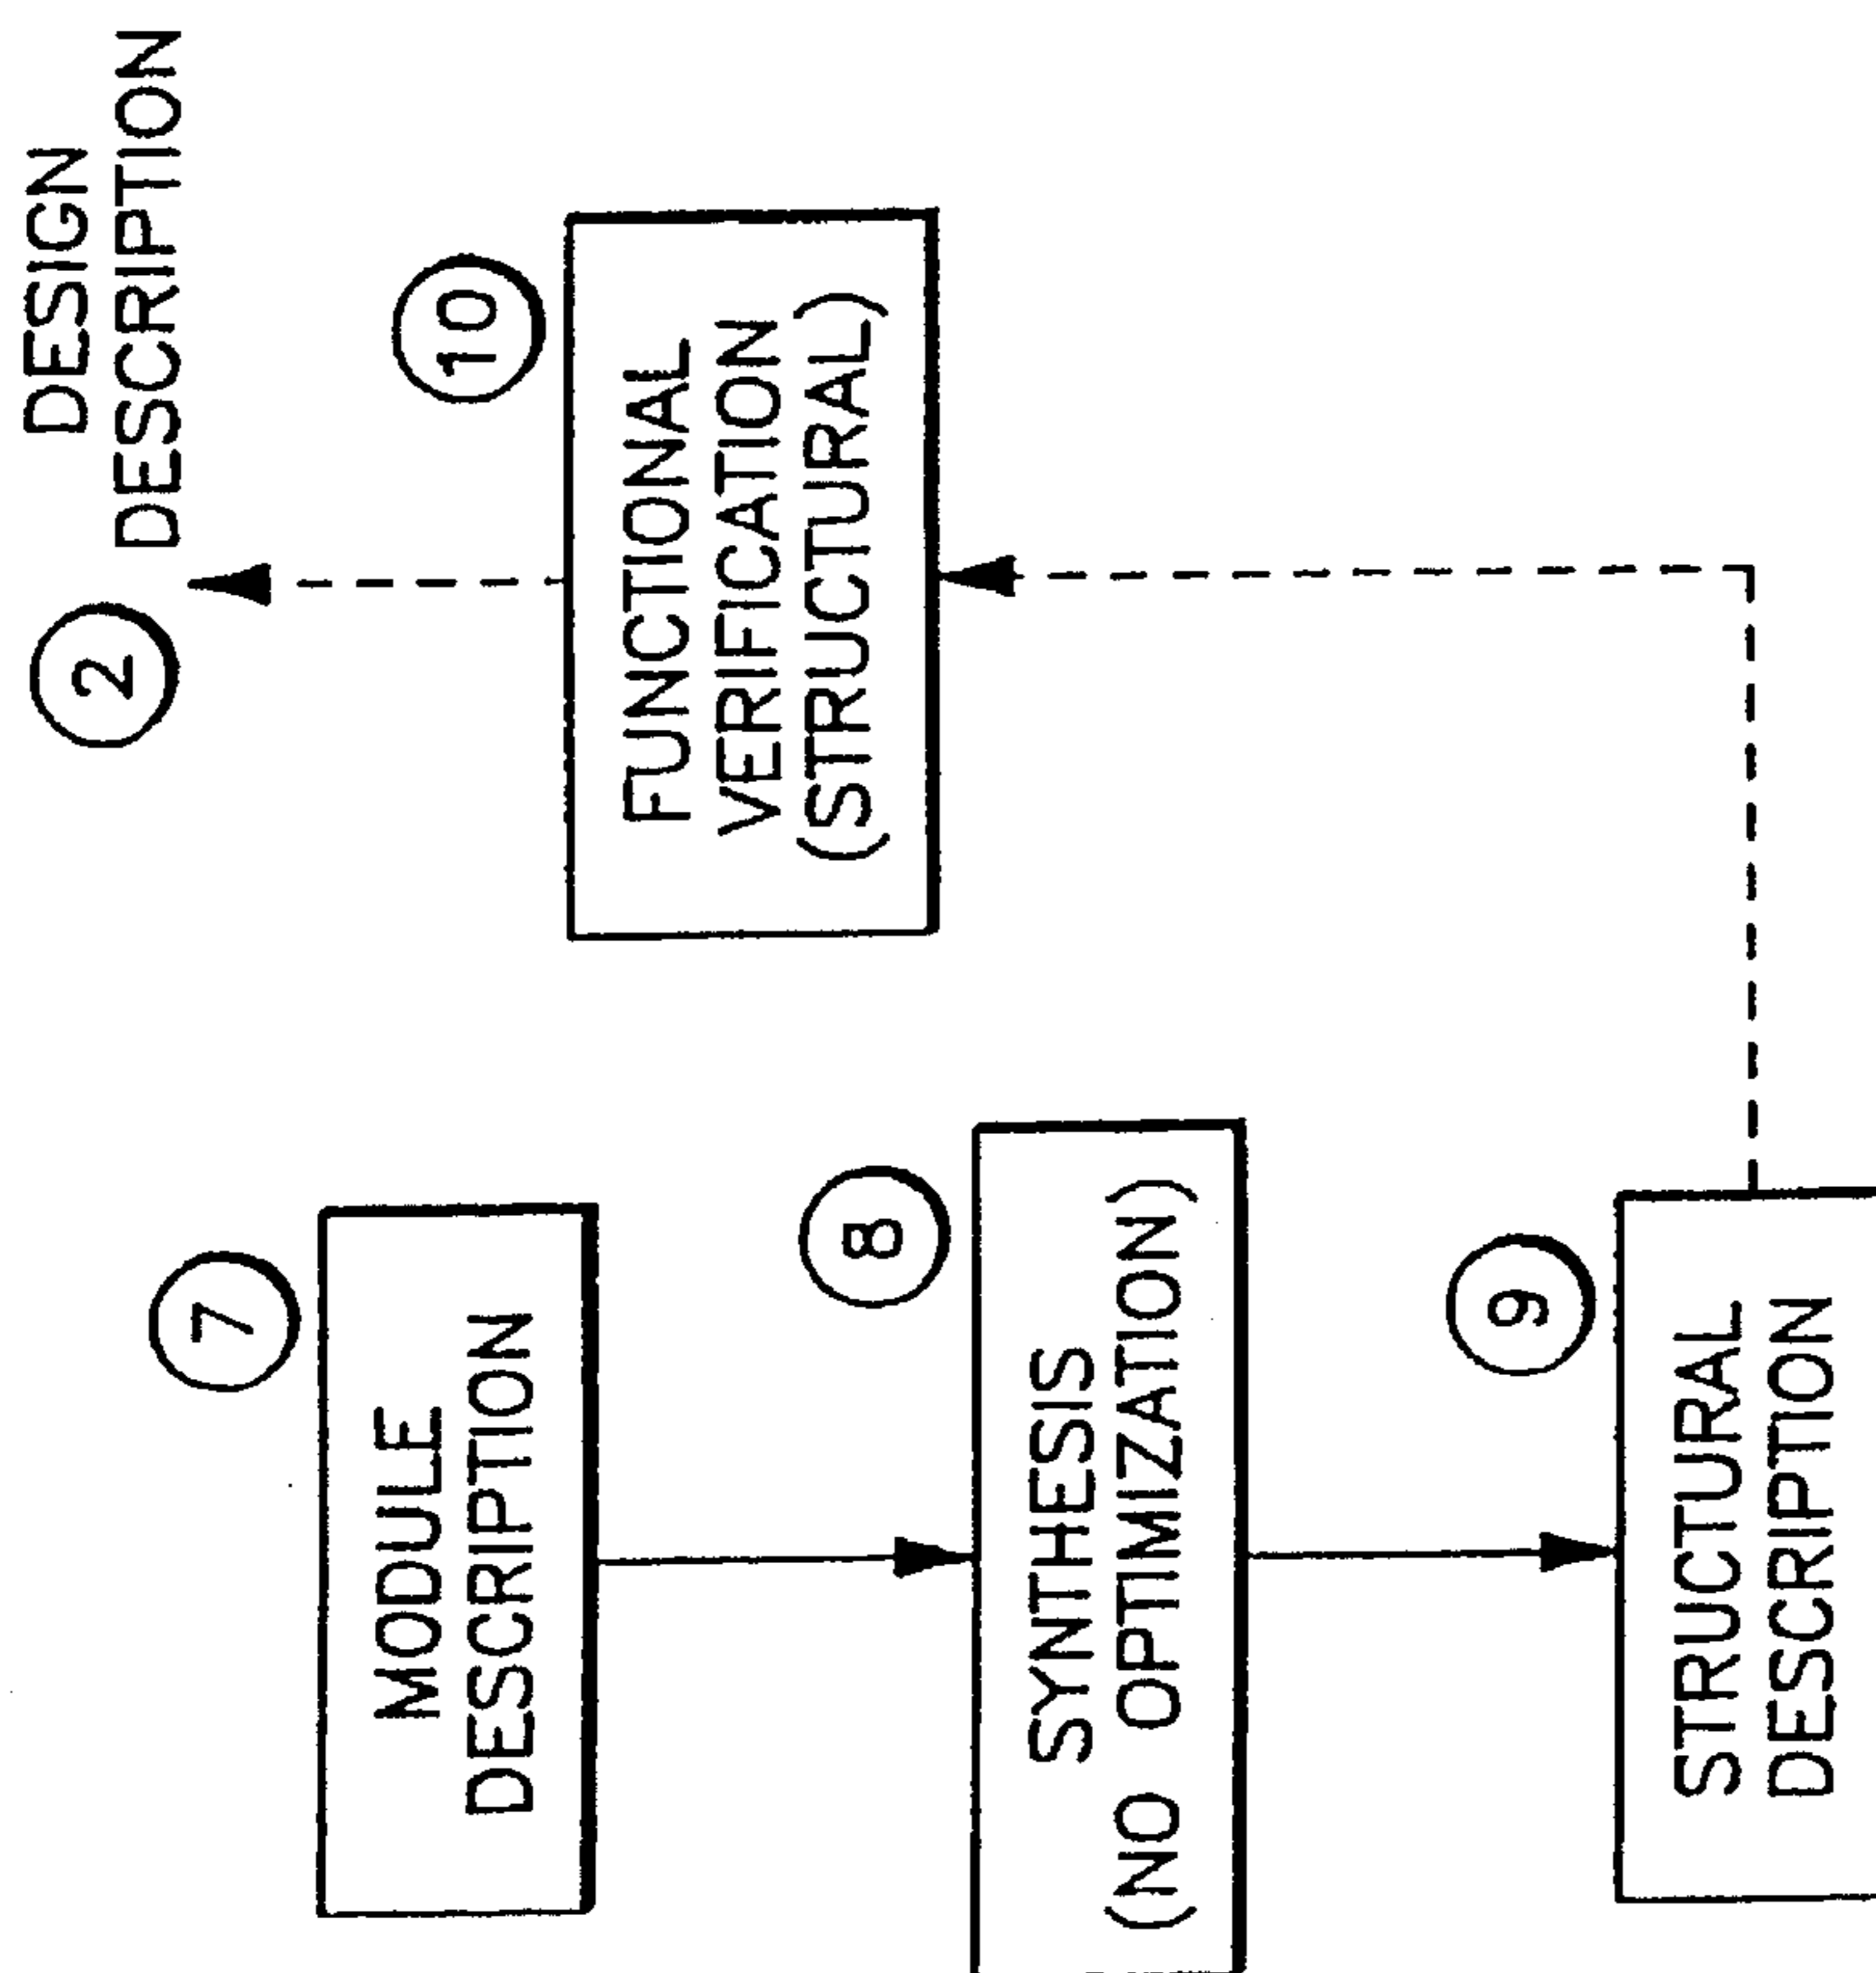 2
DESIGN
DESCRIPTION
10
FUNCTIONAL
VERIFICATION
(STRUCTURAL)
7
MODULE
DESCRIPTION
8
SYNTHESIS
(NO OPTIMIZATION)
9
STRUCTURAL
DESCRIPTION